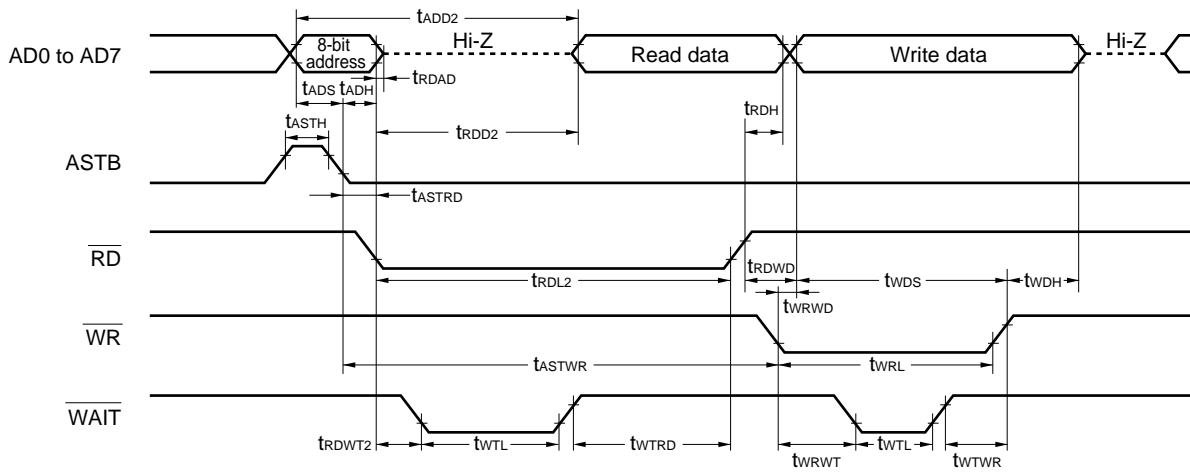 tADD2
AD0 to AD7
8-bit
address
Hi-Z
Read data
Write data
Hi-Z
tRDAD
tADS
tADH
tRDH
tASTH
tRDD2
ASTB
tASTRD
RD
tRDWD
tRDL2
tWDS
tWDH
tWRWD
WR
tASTWR
tWRL
WAIT
tRDWT2
tWTL
tWTRD
tWRWT
tWTL
tWTWR